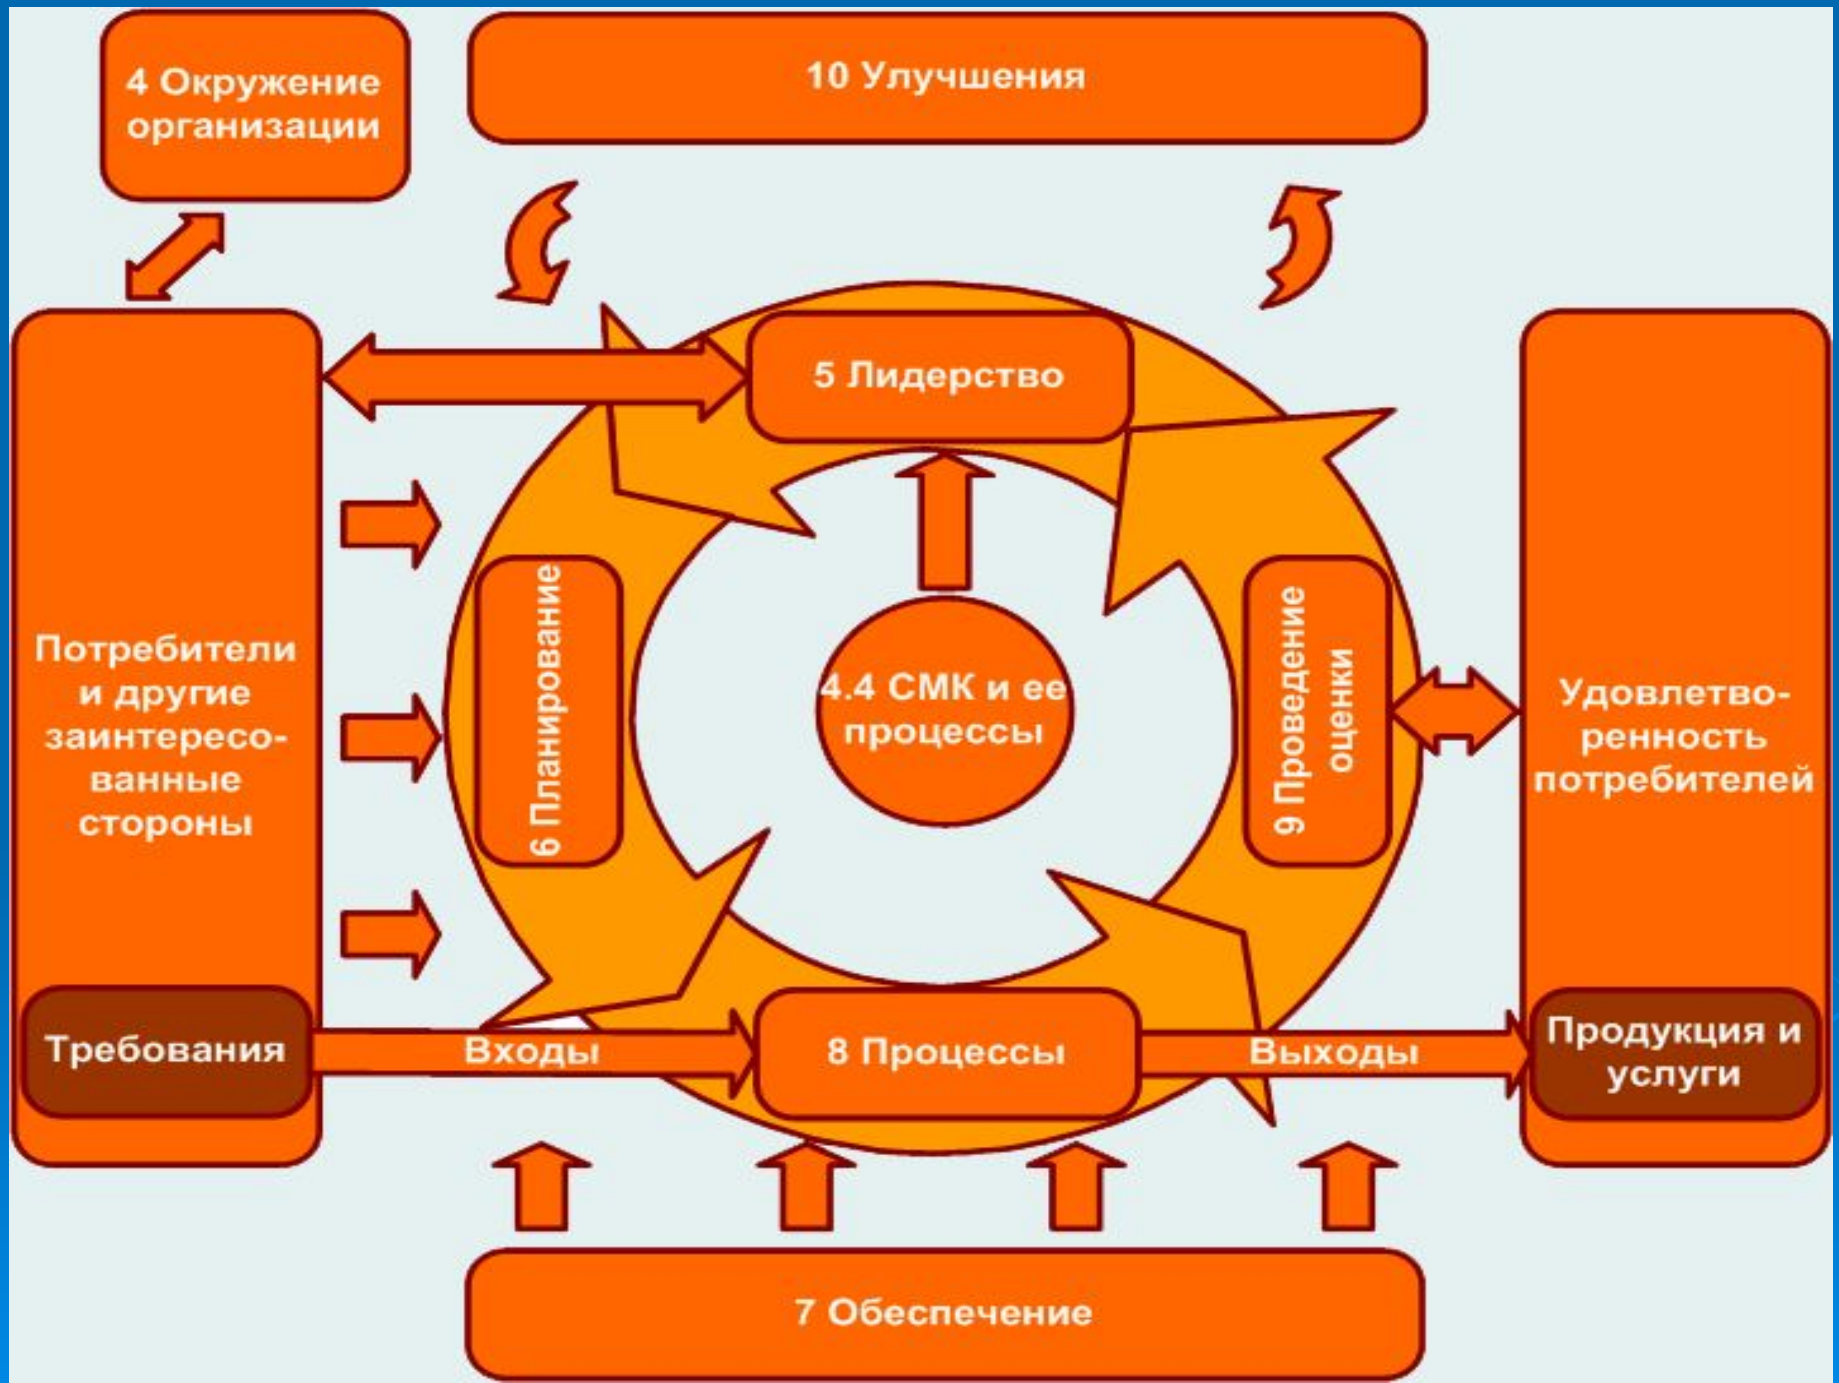 4 Окружение
организации
10 Улучшения
5 Лидерство
Потребители
и другие
заинтересо-
ванные
стороны
6 Планирование
4.4 СМК и ее
процессы
9 Проведение
оценки
Удовлетво-
ренность
потребителей
Требования
Входы
8 Процессы
Выходы
Продукция и
услуги
7 Обеспечение